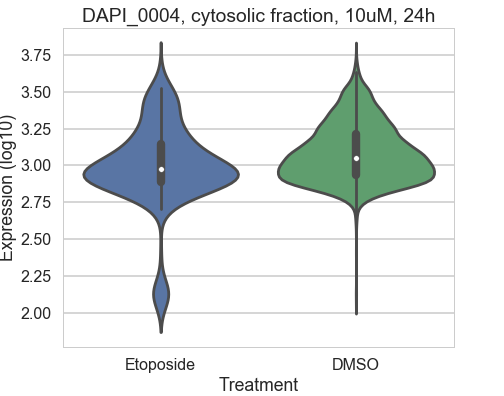 DAPI_0004, cytosolic fraction, 10uM, 24h
Expression (log10)
3.75
3.50
3.25
3.00
2.75
2.50
2.25
2.00
Etoposide DMSO
Treatment